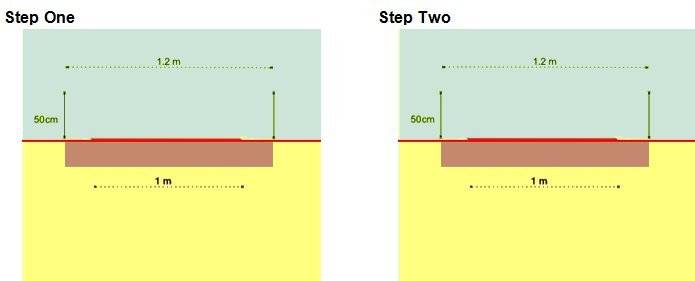 Step One
Step Two
1.2 m
1.2 m
50cm
50cm
1 m
1 m